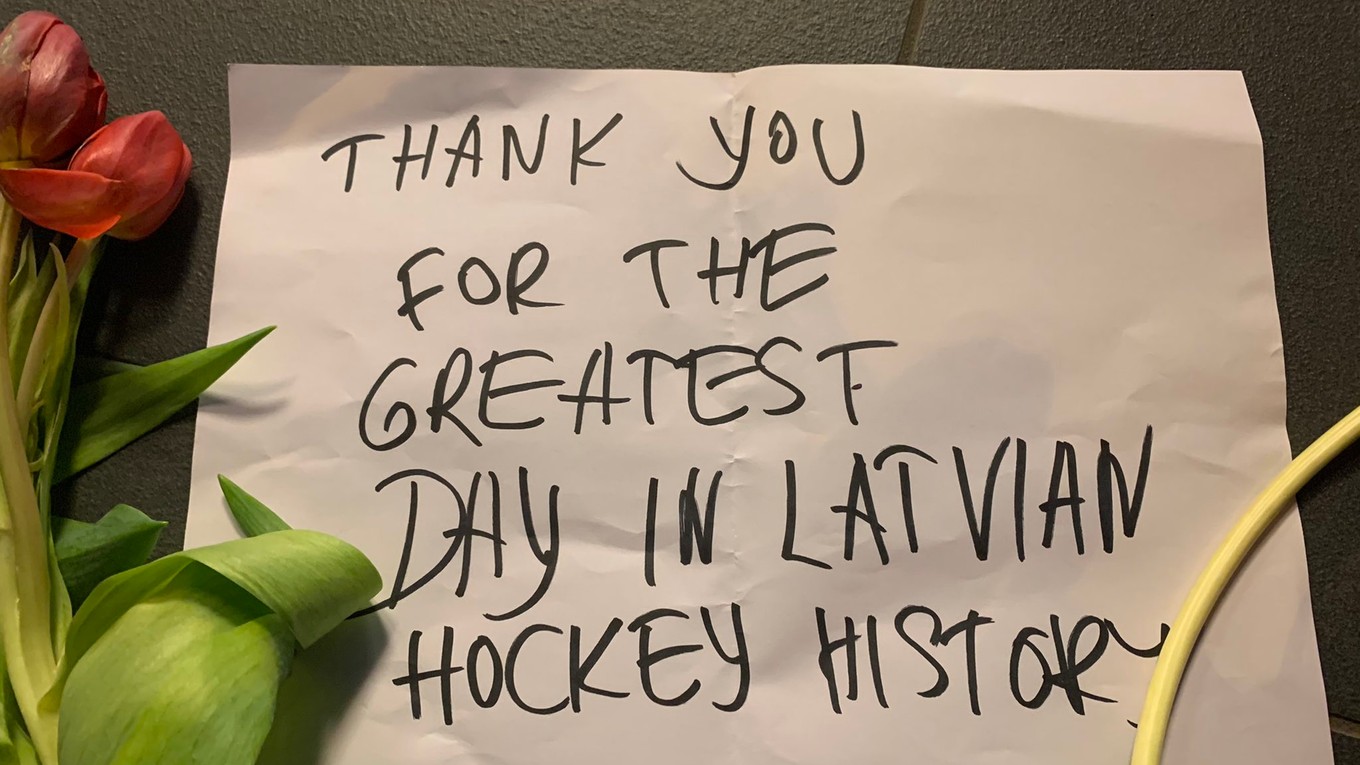 THANK YOU
FOR THE
GREATEST
DAY IN LATVIAN
HOCKEY HISTORY